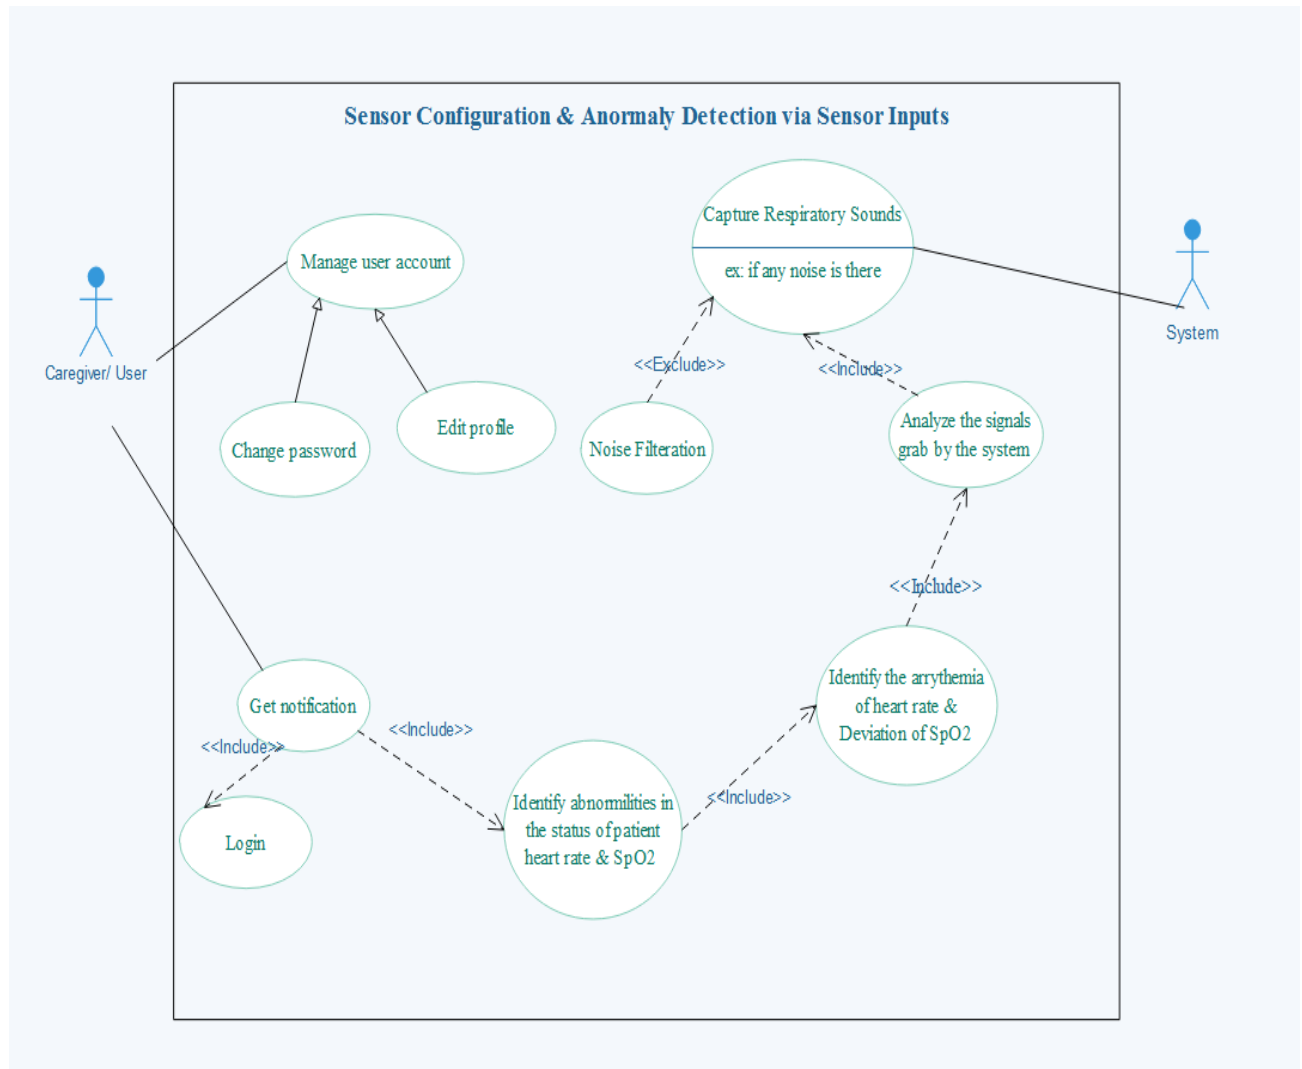 Sensor Configuration & Anormaly Detection via Sensor Inputs
Capture Respiratory Sounds
ex: if any noise is there
Manage user account
Caregiver/ User
System
<<Exclude>>
<<Include>>
Change password
Edit profile
Noise Filteration
Analyze the signals
grab by the system
<<Include>>
Get notification
<<Include>>
<<Include>>
Identify the arrythemia
of heart rate &
Deviation of SpO2
<<Include>>
Login
Identify abnormilities in
the status of patient
heart rate & SpO2